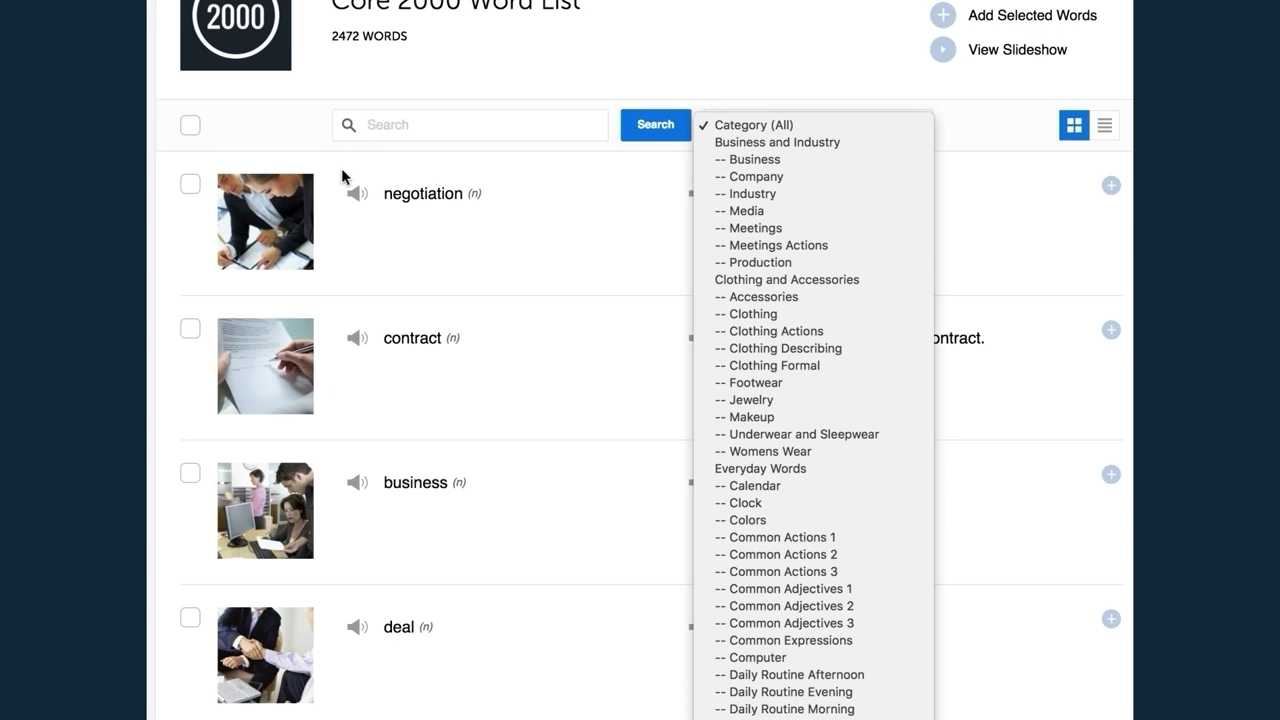 2000
Core 2000 Word List
2472 WORDS
Add Selected Words
View Slideshow
Search
Search
✓ Category (All)
Business and Industry
-- Business
-- Company
-- Industry
-- Media
-- Meetings
-- Meetings Actions
-- Production
Clothing and Accessories
-- Accessories
-- Clothing
-- Clothing Actions
-- Clothing Describing
-- Clothing Formal
-- Footwear
-- Jewelry
-- Makeup
-- Underwear and Sleepwear
-- Womens Wear
Everyday Words
-- Calendar
-- Clock
-- Colors
-- Common Actions 1
-- Common Actions 2
-- Common Actions 3
-- Common Adjectives 1
-- Common Adjectives 2
-- Common Adjectives 3
-- Common Expressions
-- Computer
-- Daily Routine Afternoon
-- Daily Routine Evening
-- Daily Routine Morning
negotiation (n)
contract (n)
ontract.
business (n)
deal (n)